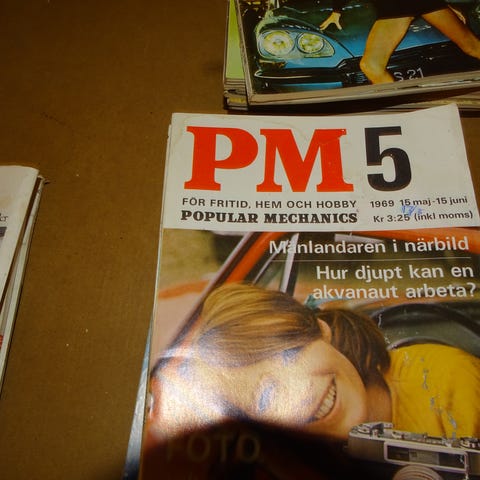 S 21
PM 5
FÖR FRITID, HEM OCH HOBBY
POPULAR MECHANICS
1969 15 maj-15 juni
Kr 3:25 (inkl moms)
Månlandaren i närbild
Hur djupt kan en
akvanaut arbeta?
FOTO